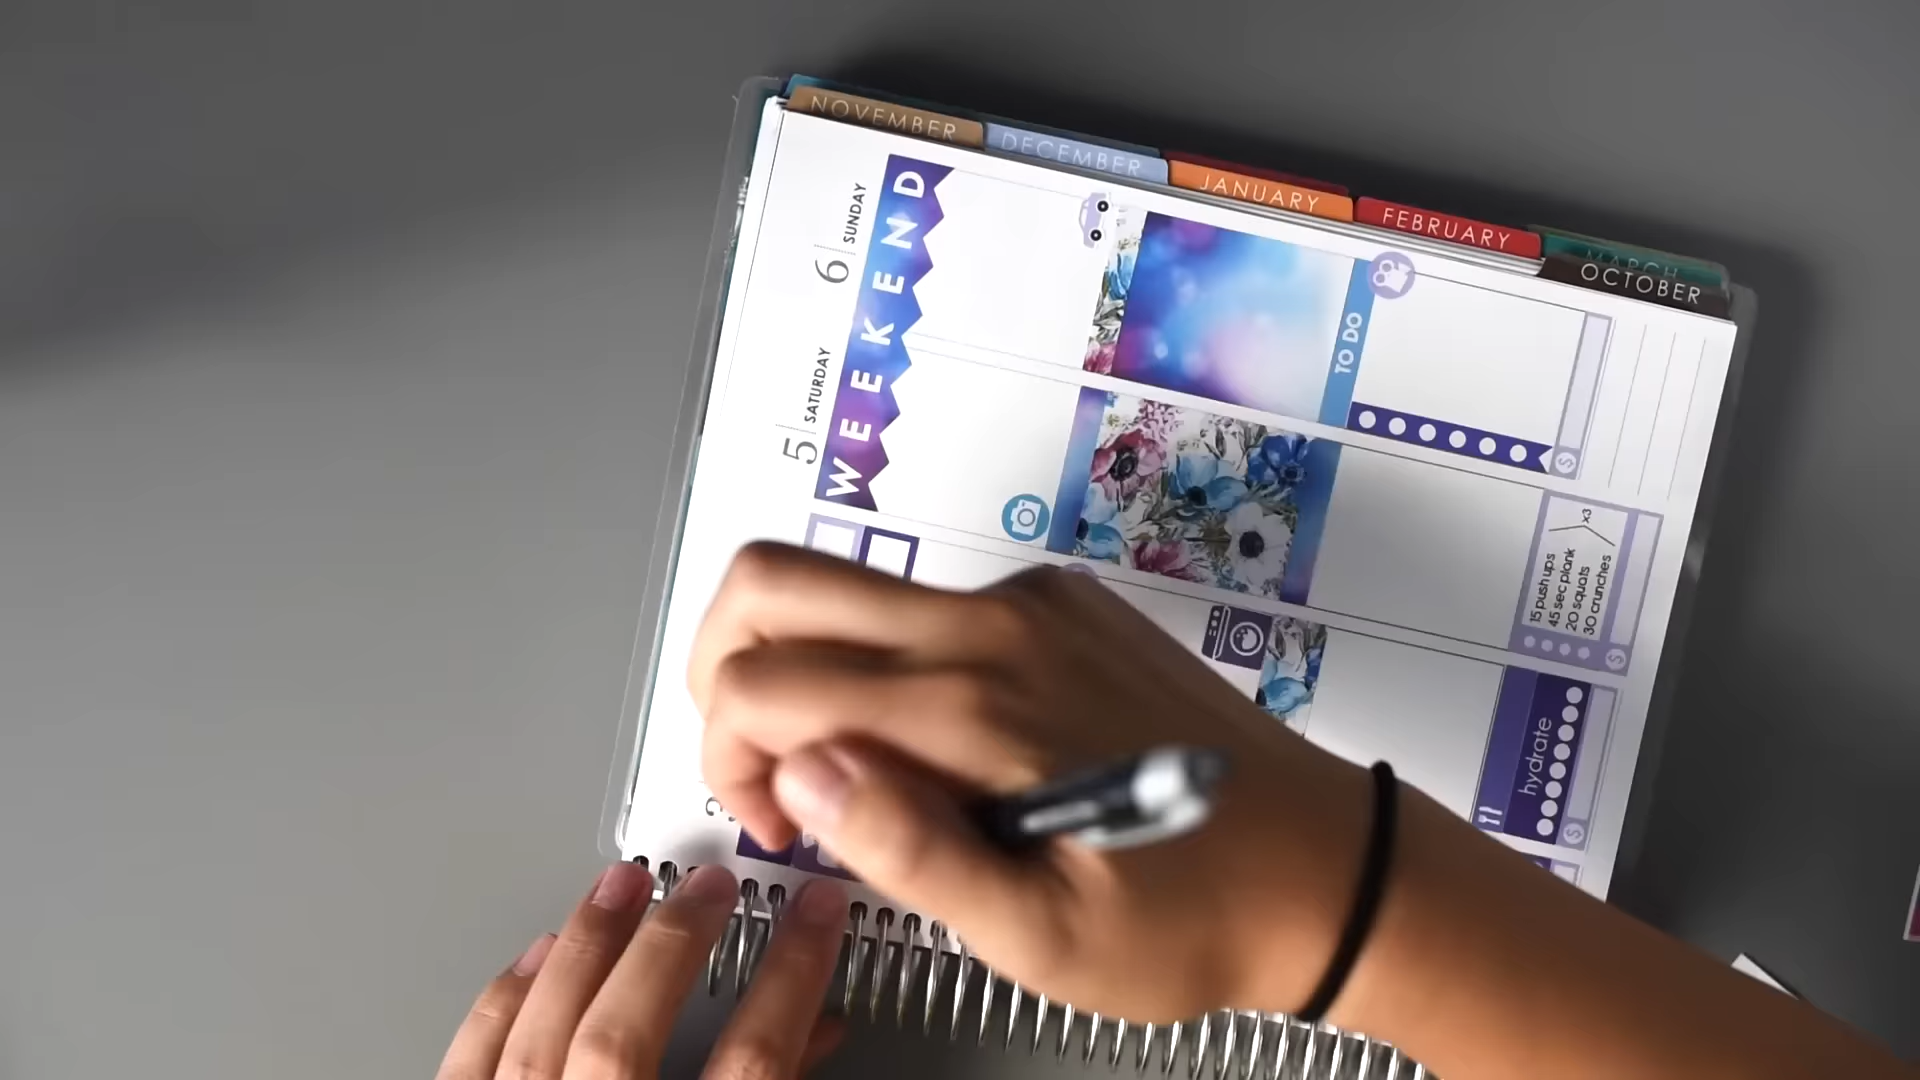 NOVEMBER
DECEMBER
JANUARY
FEBRUARY
MARCH
OCTOBER
6 SUNDAY
5 SATURDAY
WEEKEND
TO DO
15 push ups
45 sec plank
20 squats
30 crunches
x3
hydrate
$
$
$